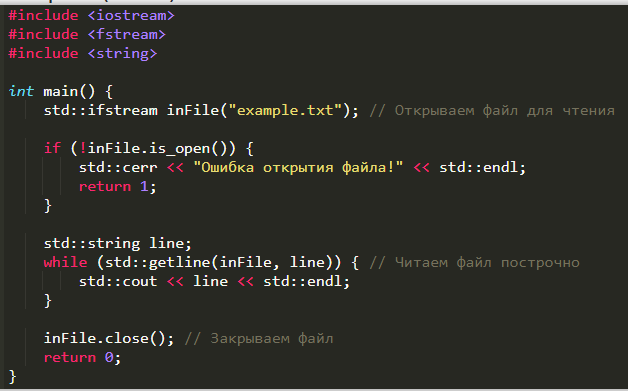 #include <iostream>
#include <fstream>
#include <string>
int main() {
std::ifstream inFile("example.txt"); // Открываем файл для чтения
if (!inFile.is_open()) {
std::cerr << "Ошибка открытия файла!" << std::endl;
return 1;
}
std::string line;
while (std::getline(inFile, line)) { // Читаем файл построчно
std::cout << line << std::endl;
}
inFile.close(); // Закрываем файл
return 0;
}